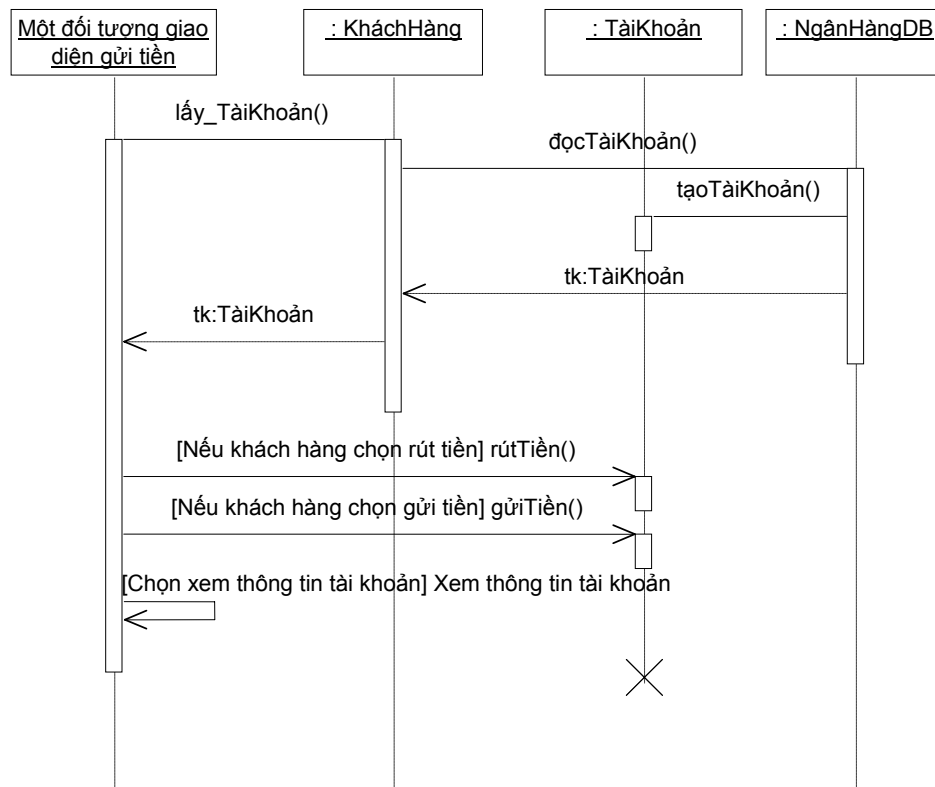 Một đối tượng giao
diện gửi tiền
: KháchHàng
: TàiKhoản
: NgânHàngDB
lấy_TàiKhoản()
đọcTàiKhoản()
tạoTàiKhoản()
tk:TàiKhoản
tk:TàiKhoản
[Nếu khách hàng chọn rút tiền] rútTiền()
[Nếu khách hàng chọn gửi tiền] gửiTiền()
[Chọn xem thông tin tài khoản] Xem thông tin tài khoản